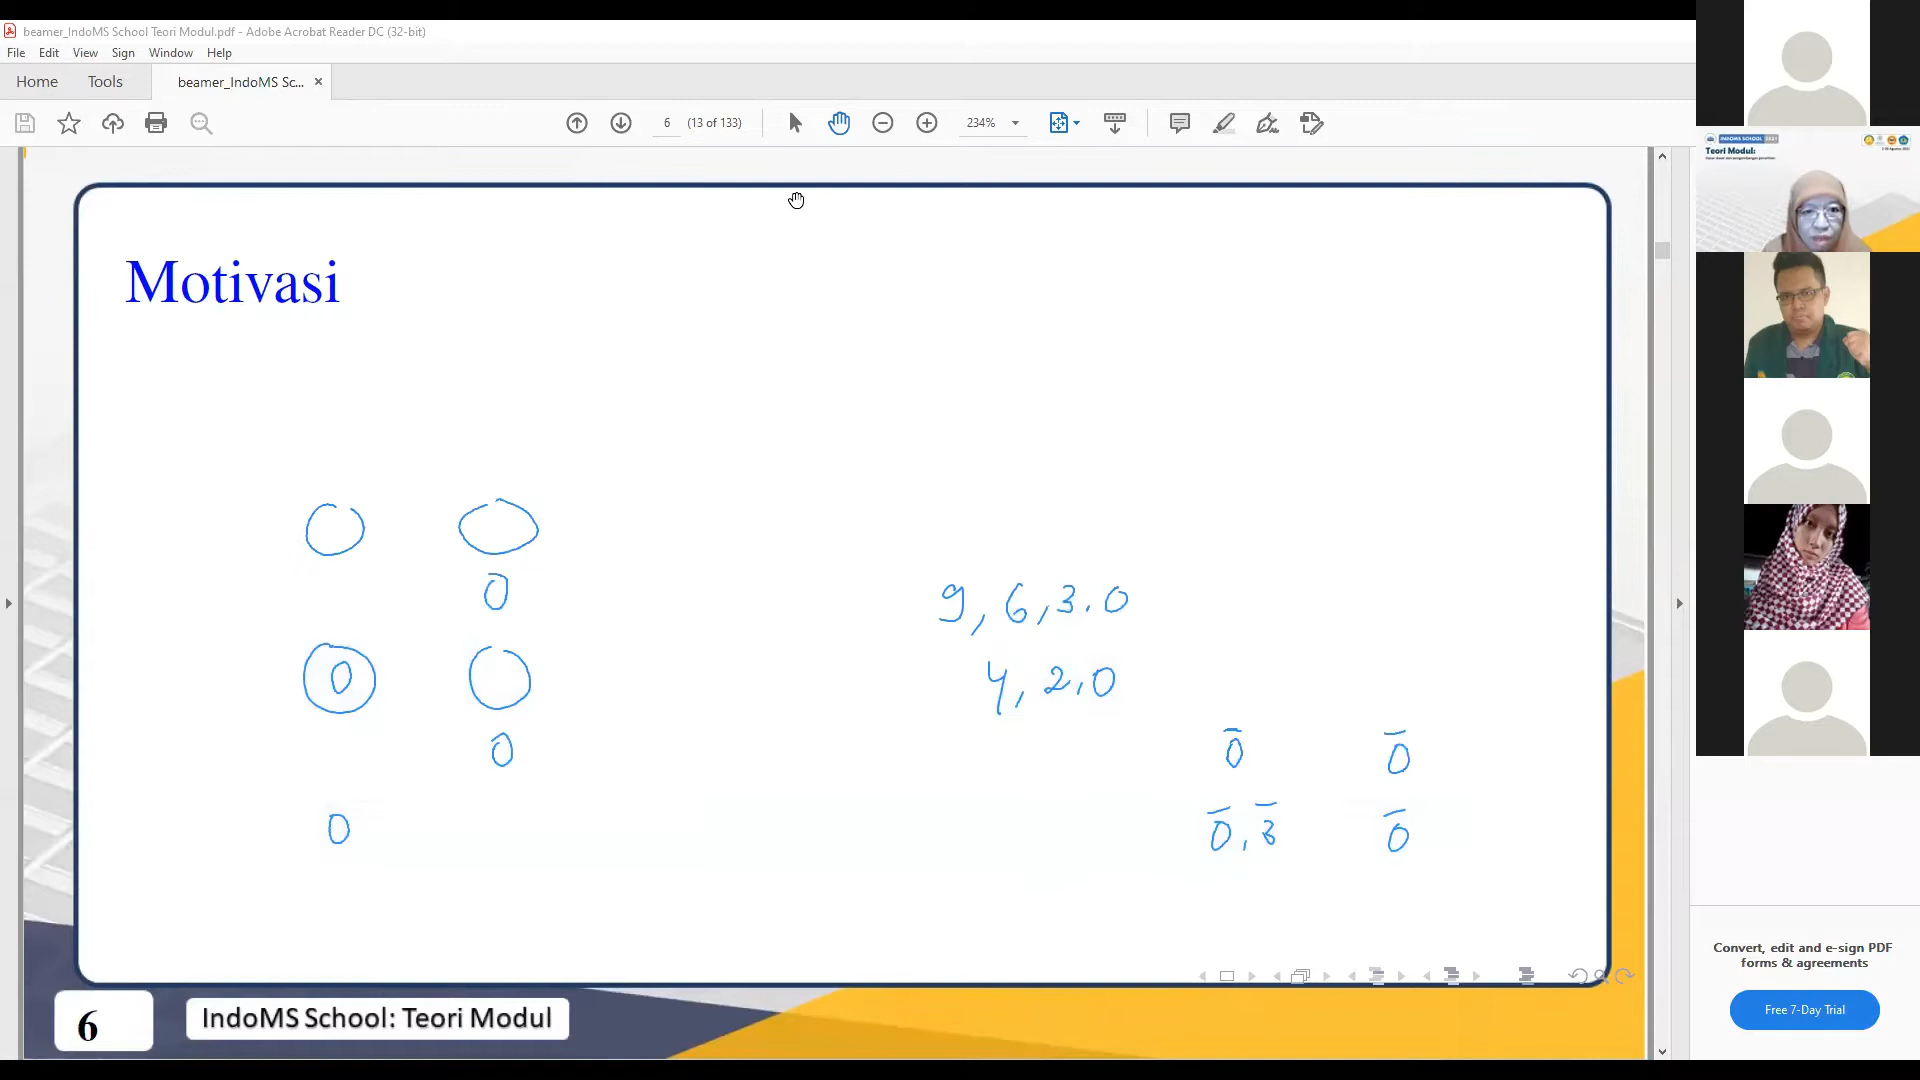 beamer_IndoMS School Teori Modul.pdf - Adobe Acrobat Reader DC (32-bit)
File Edit View Sign Window Help
Home Tools beamer_IndoMS Sc... ×
6 (13 of 133) 234%
INDOMS SCHOOL 2021
Teori Modul:
Motivasi
0
9, 6, 3. 0
0
4, 2, 0
0
0̅ 0̅
0
0̅, 3̅ 0̅
Convert, edit and e-sign PDF
forms & agreements
Free 7-Day Trial
6 IndoMS School: Teori Modul